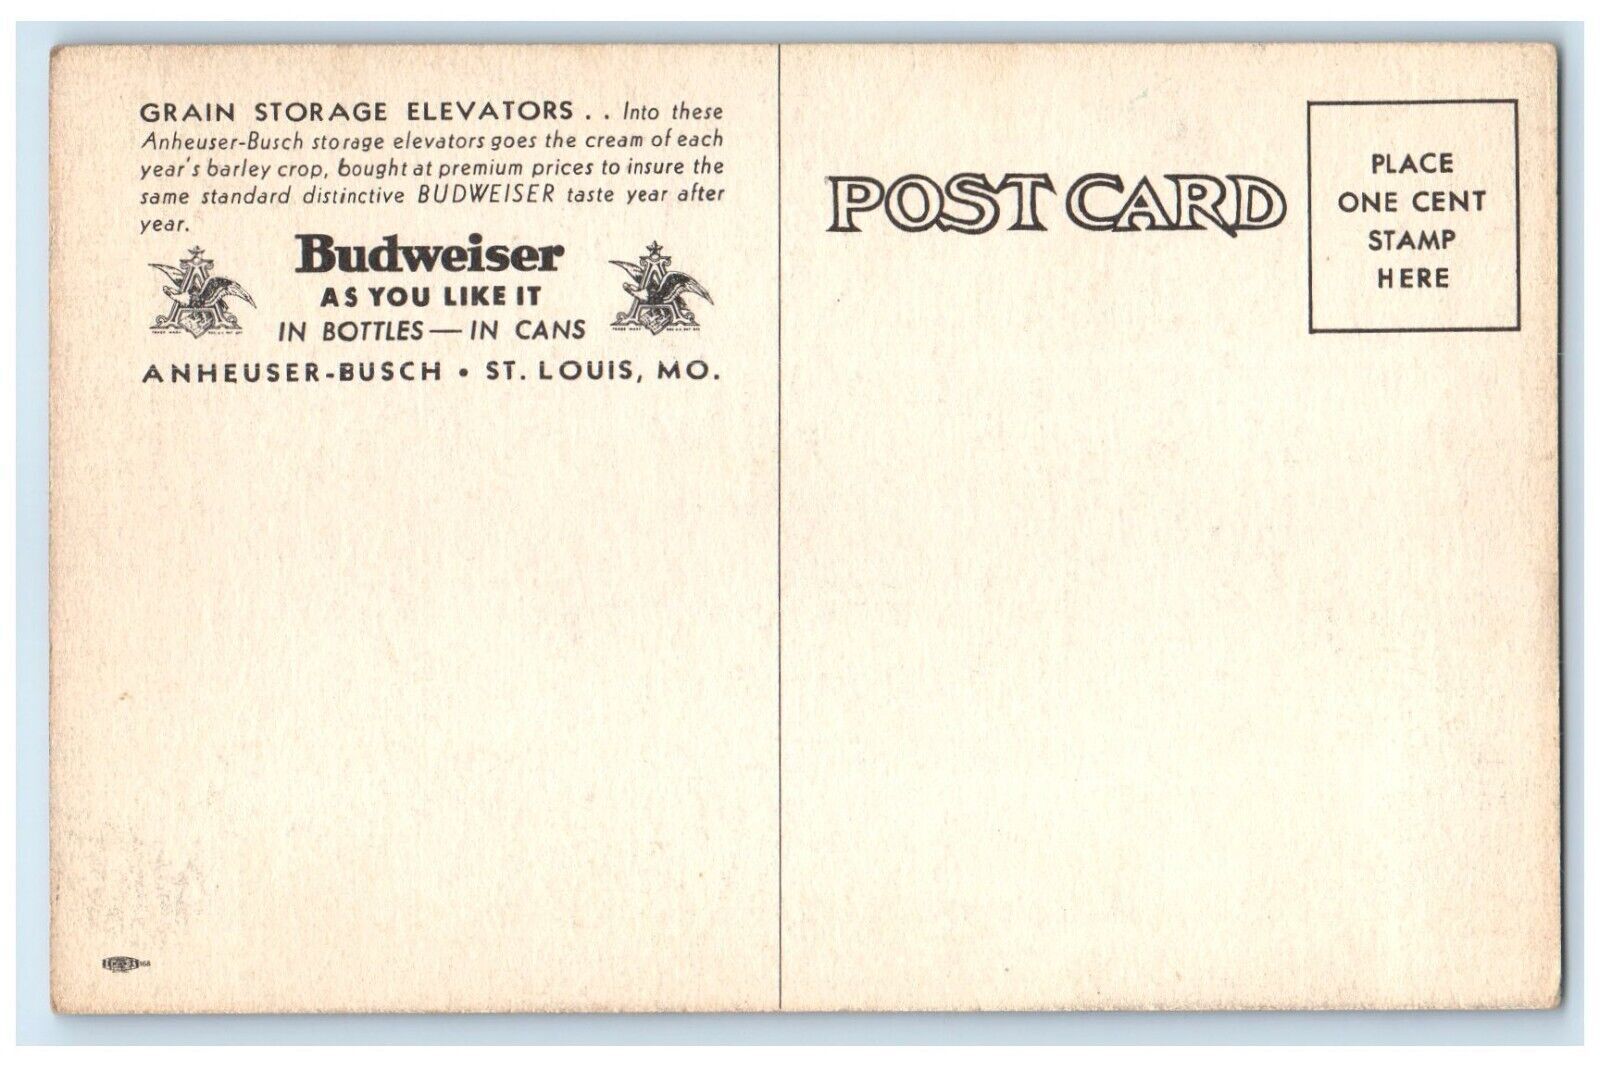 GRAIN STORAGE ELEVATORS . . Into these
Anheuser-Busch storage elevators goes the cream of each
year's barley crop, bought at premium prices to insure the
same standard distinctive BUDWEISER taste year after
year.
Budweiser
AS YOU LIKE IT
IN BOTTLES — IN CANS
ANHEUSER-BUSCH • ST. LOUIS, MO.
POST CARD
PLACE
ONE CENT
STAMP
HERE
168